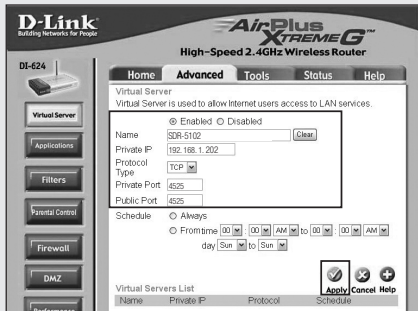 D-Link
Building Networks for People
AirPlus
XTREME G™
High-Speed 2.4GHz Wireless Router
DI-624
Home Advanced Tools Status Help
Virtual Server
Virtual Server is used to allow Internet users access to LAN services.
Enabled Disabled
Name SDR-5102 Clear
Private IP 192.168.1.202
Protocol Type TCP
Private Port 4525
Public Port 4525
Schedule Always
From time 00 : 00 AM to 00 : 00 AM
day Sun to Sun
Apply Cancel Help
Virtual Servers List
Name Private IP Protocol Schedule
Virtual Server
Applications
Filters
Parental Control
Firewall
DMZ
Performance